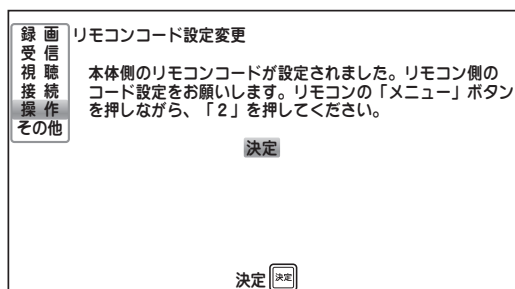 録 画
受 信
視 聴
接 続
操 作
その他
リモコンコード設定変更
本体側のリモコンコードが設定されました。リモコン側の
コード設定をお願いします。リモコンの「メニュー」ボタン
を押しながら、「２」を押してください。
決定
決定 決定